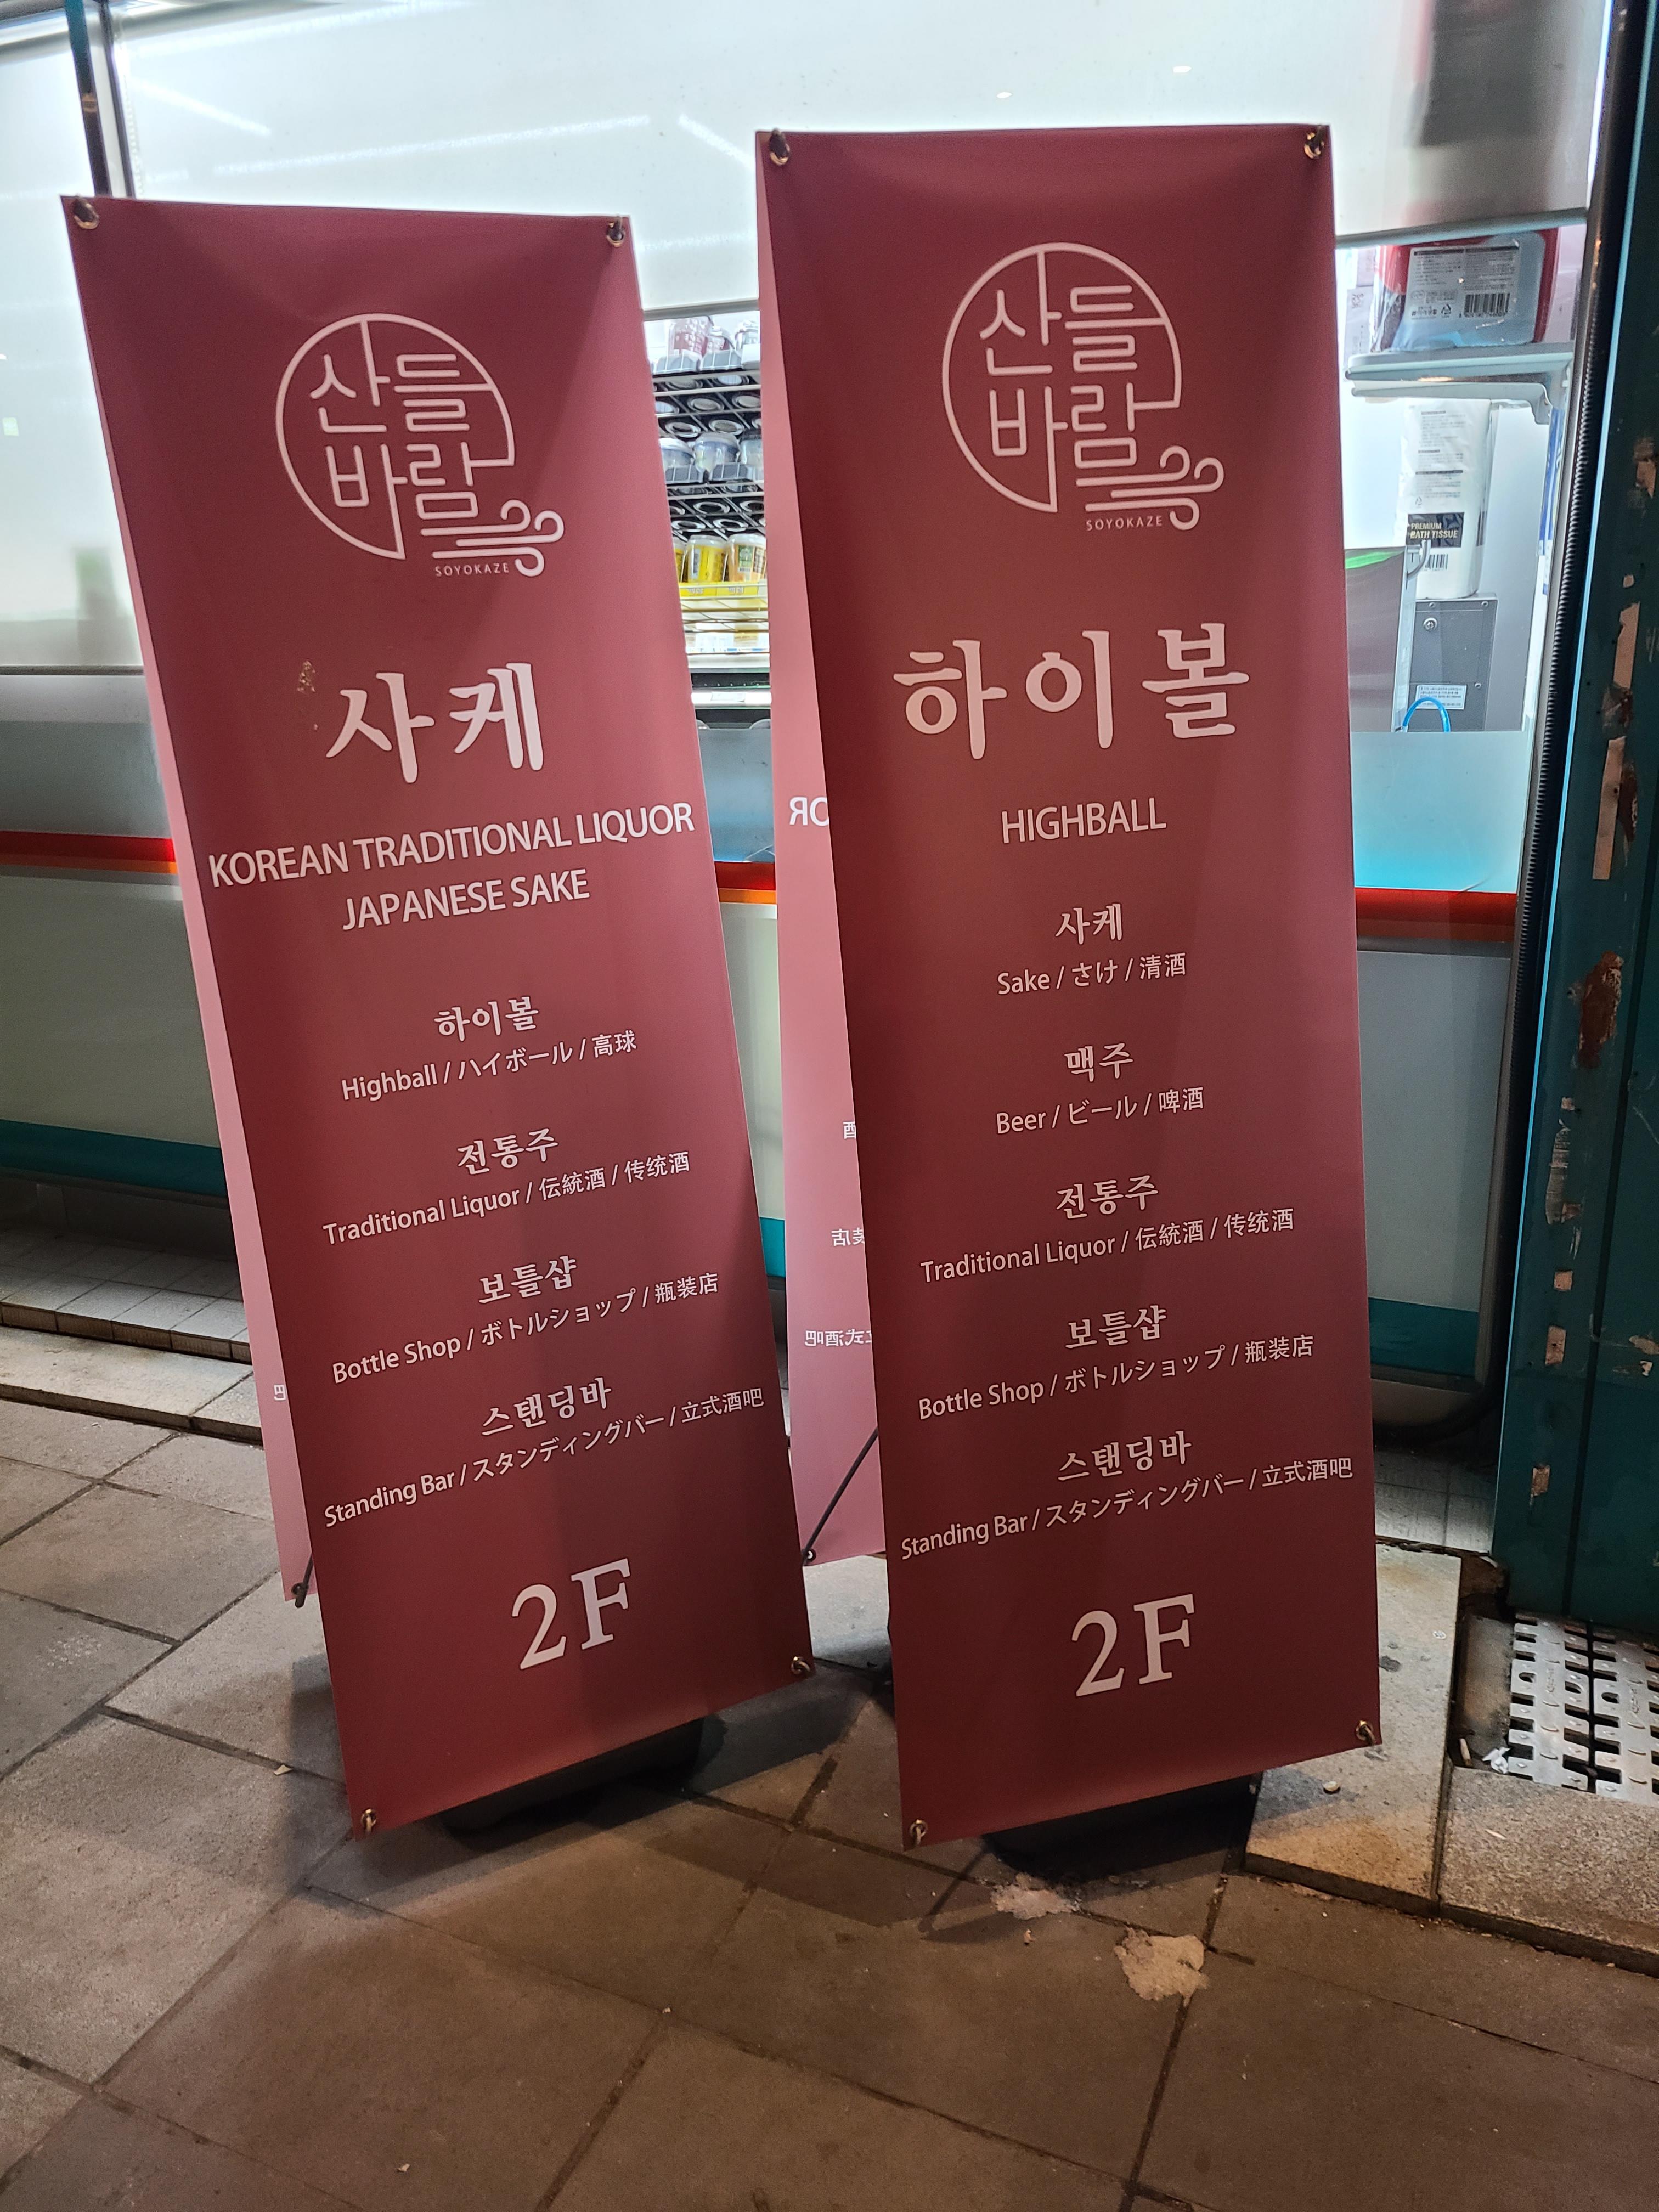 산들
바람
SOYOKAZE
사케
KOREAN TRADITIONAL LIQUOR
JAPANESE SAKE
하이볼
Highball / ハイボール / 高球
전통주
Traditional Liquor / 伝統酒 / 传统酒
보틀샵
Bottle Shop / ボトルショップ / 瓶装店
스탠딩바
Standing Bar / スタンディングバー / 立式酒吧
2F
산들
바람
SOYOKAZE
하이볼
HIGHBALL
사케
Sake / さけ / 清酒
맥주
Beer / ビール / 啤酒
전통주
Traditional Liquor / 伝統酒 / 传统酒
보틀샵
Bottle Shop / ボトルショップ / 瓶装店
스탠딩바
Standing Bar / スタンディングバー / 立式酒吧
2F
PREMIUM
BATH TISSUE